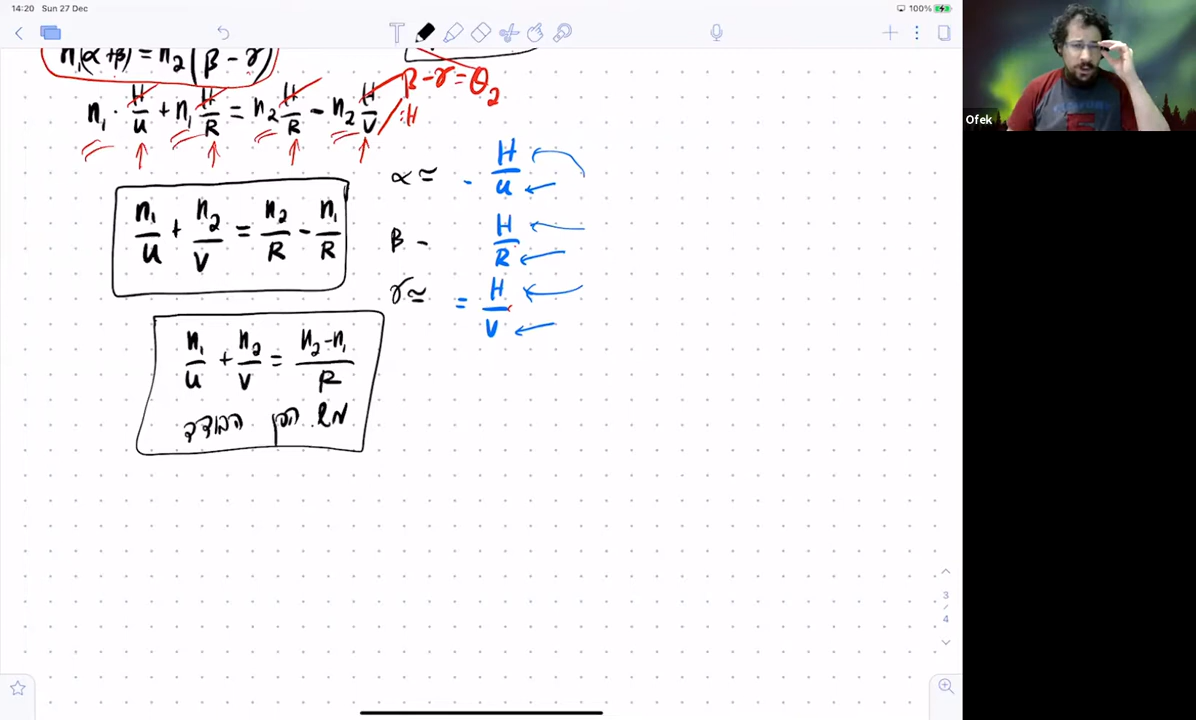 14:20 Sun 27 Dec
100%
T
n₁(α+β) = n₂(β−γ)
β−γ=θ₂
n₁ · H/u + n₁ H/R = n₂ H/R − n₂ H/V /:H
n₁/u + n₂/V = n₂/R − n₁/R
α ≃ - H/u
β - H/R
γ ≃ = H/V
n₁/u + n₂/V = (n₂−n₁)/R
הדקר
Ofek
3
/
4